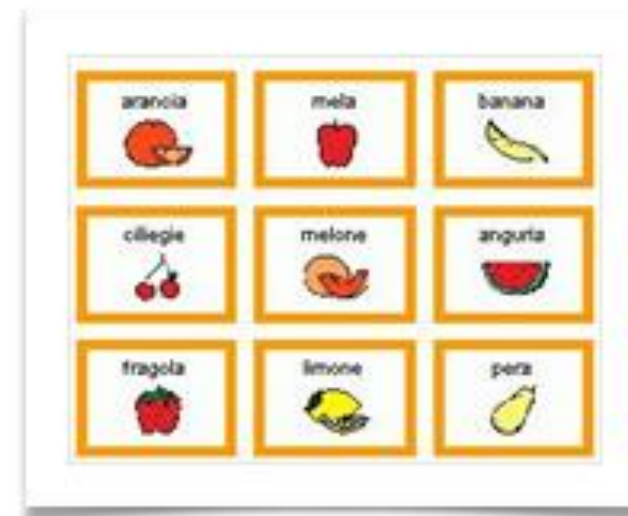 arancia mela banana
ciliegie melone anguria
fragola limone pera